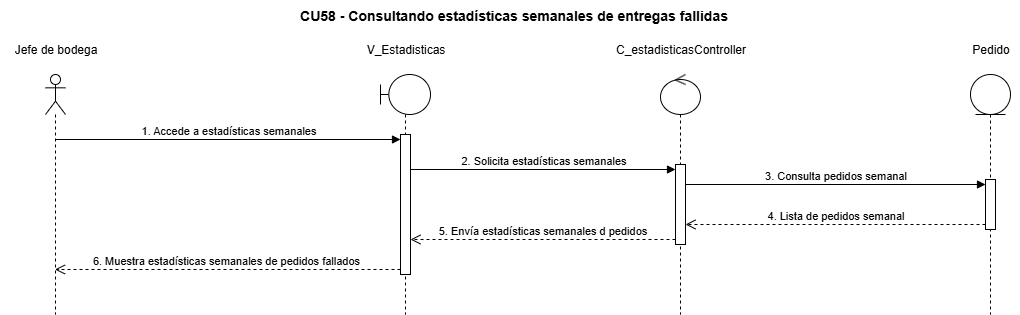 CU58 - Consultando estadísticas semanales de entregas fallidas
Jefe de bodega
V_Estadisticas
C_estadisticasController
Pedido
1. Accede a estadísticas semanales
2. Solicita estadísticas semanales
3. Consulta pedidos semanal
4. Lista de pedidos semanal
5. Envía estadísticas semanales d pedidos
6. Muestra estadísticas semanales de pedidos fallados